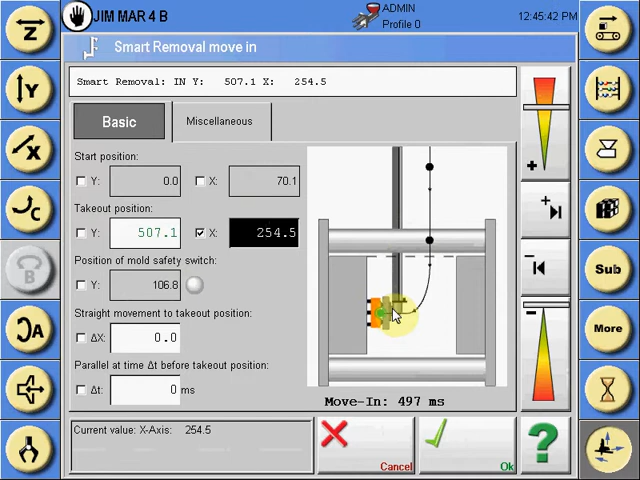 JIM MAR 4 B
ADMIN
Profile 0
12:45:42 PM
Smart Removal move in
Smart Removal: IN Y: 507.1 X: 254.5
Basic
Miscellaneous
Start position:
Y: 0.0 X: 70.1
Takeout position:
Y: 507.1 X: 254.5
Position of mold safety switch:
Y: 106.8
Straight movement to takeout position:
ΔX: 0.0
Parallel at time Δt before takeout position:
Δt: 0 ms
Move-In: 497 ms
Current value: X-Axis: 254.5
Cancel
Ok
?
Z
Y
X
C
B
CA
+
+
-
-
Sub
More